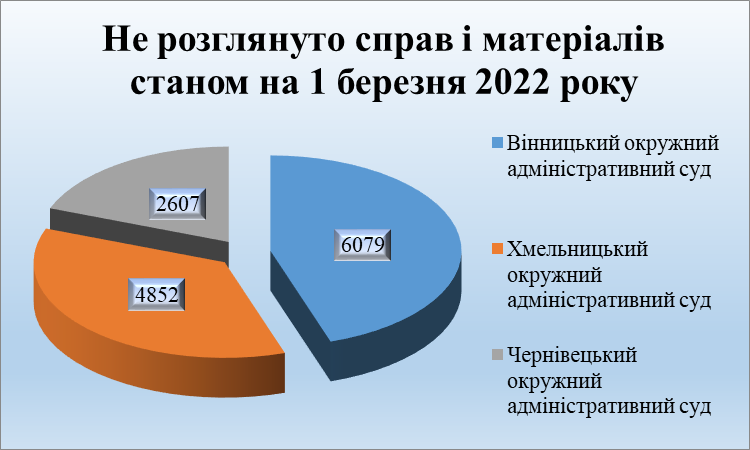 Не розглянуто справ і матеріалів
станом на 1 березня 2022 року
Вінницький окружний
адміністративний суд
2607
6079
Хмельницький
окружний
адміністративний суд
4852
Чернівецький
окружний
адміністративний суд